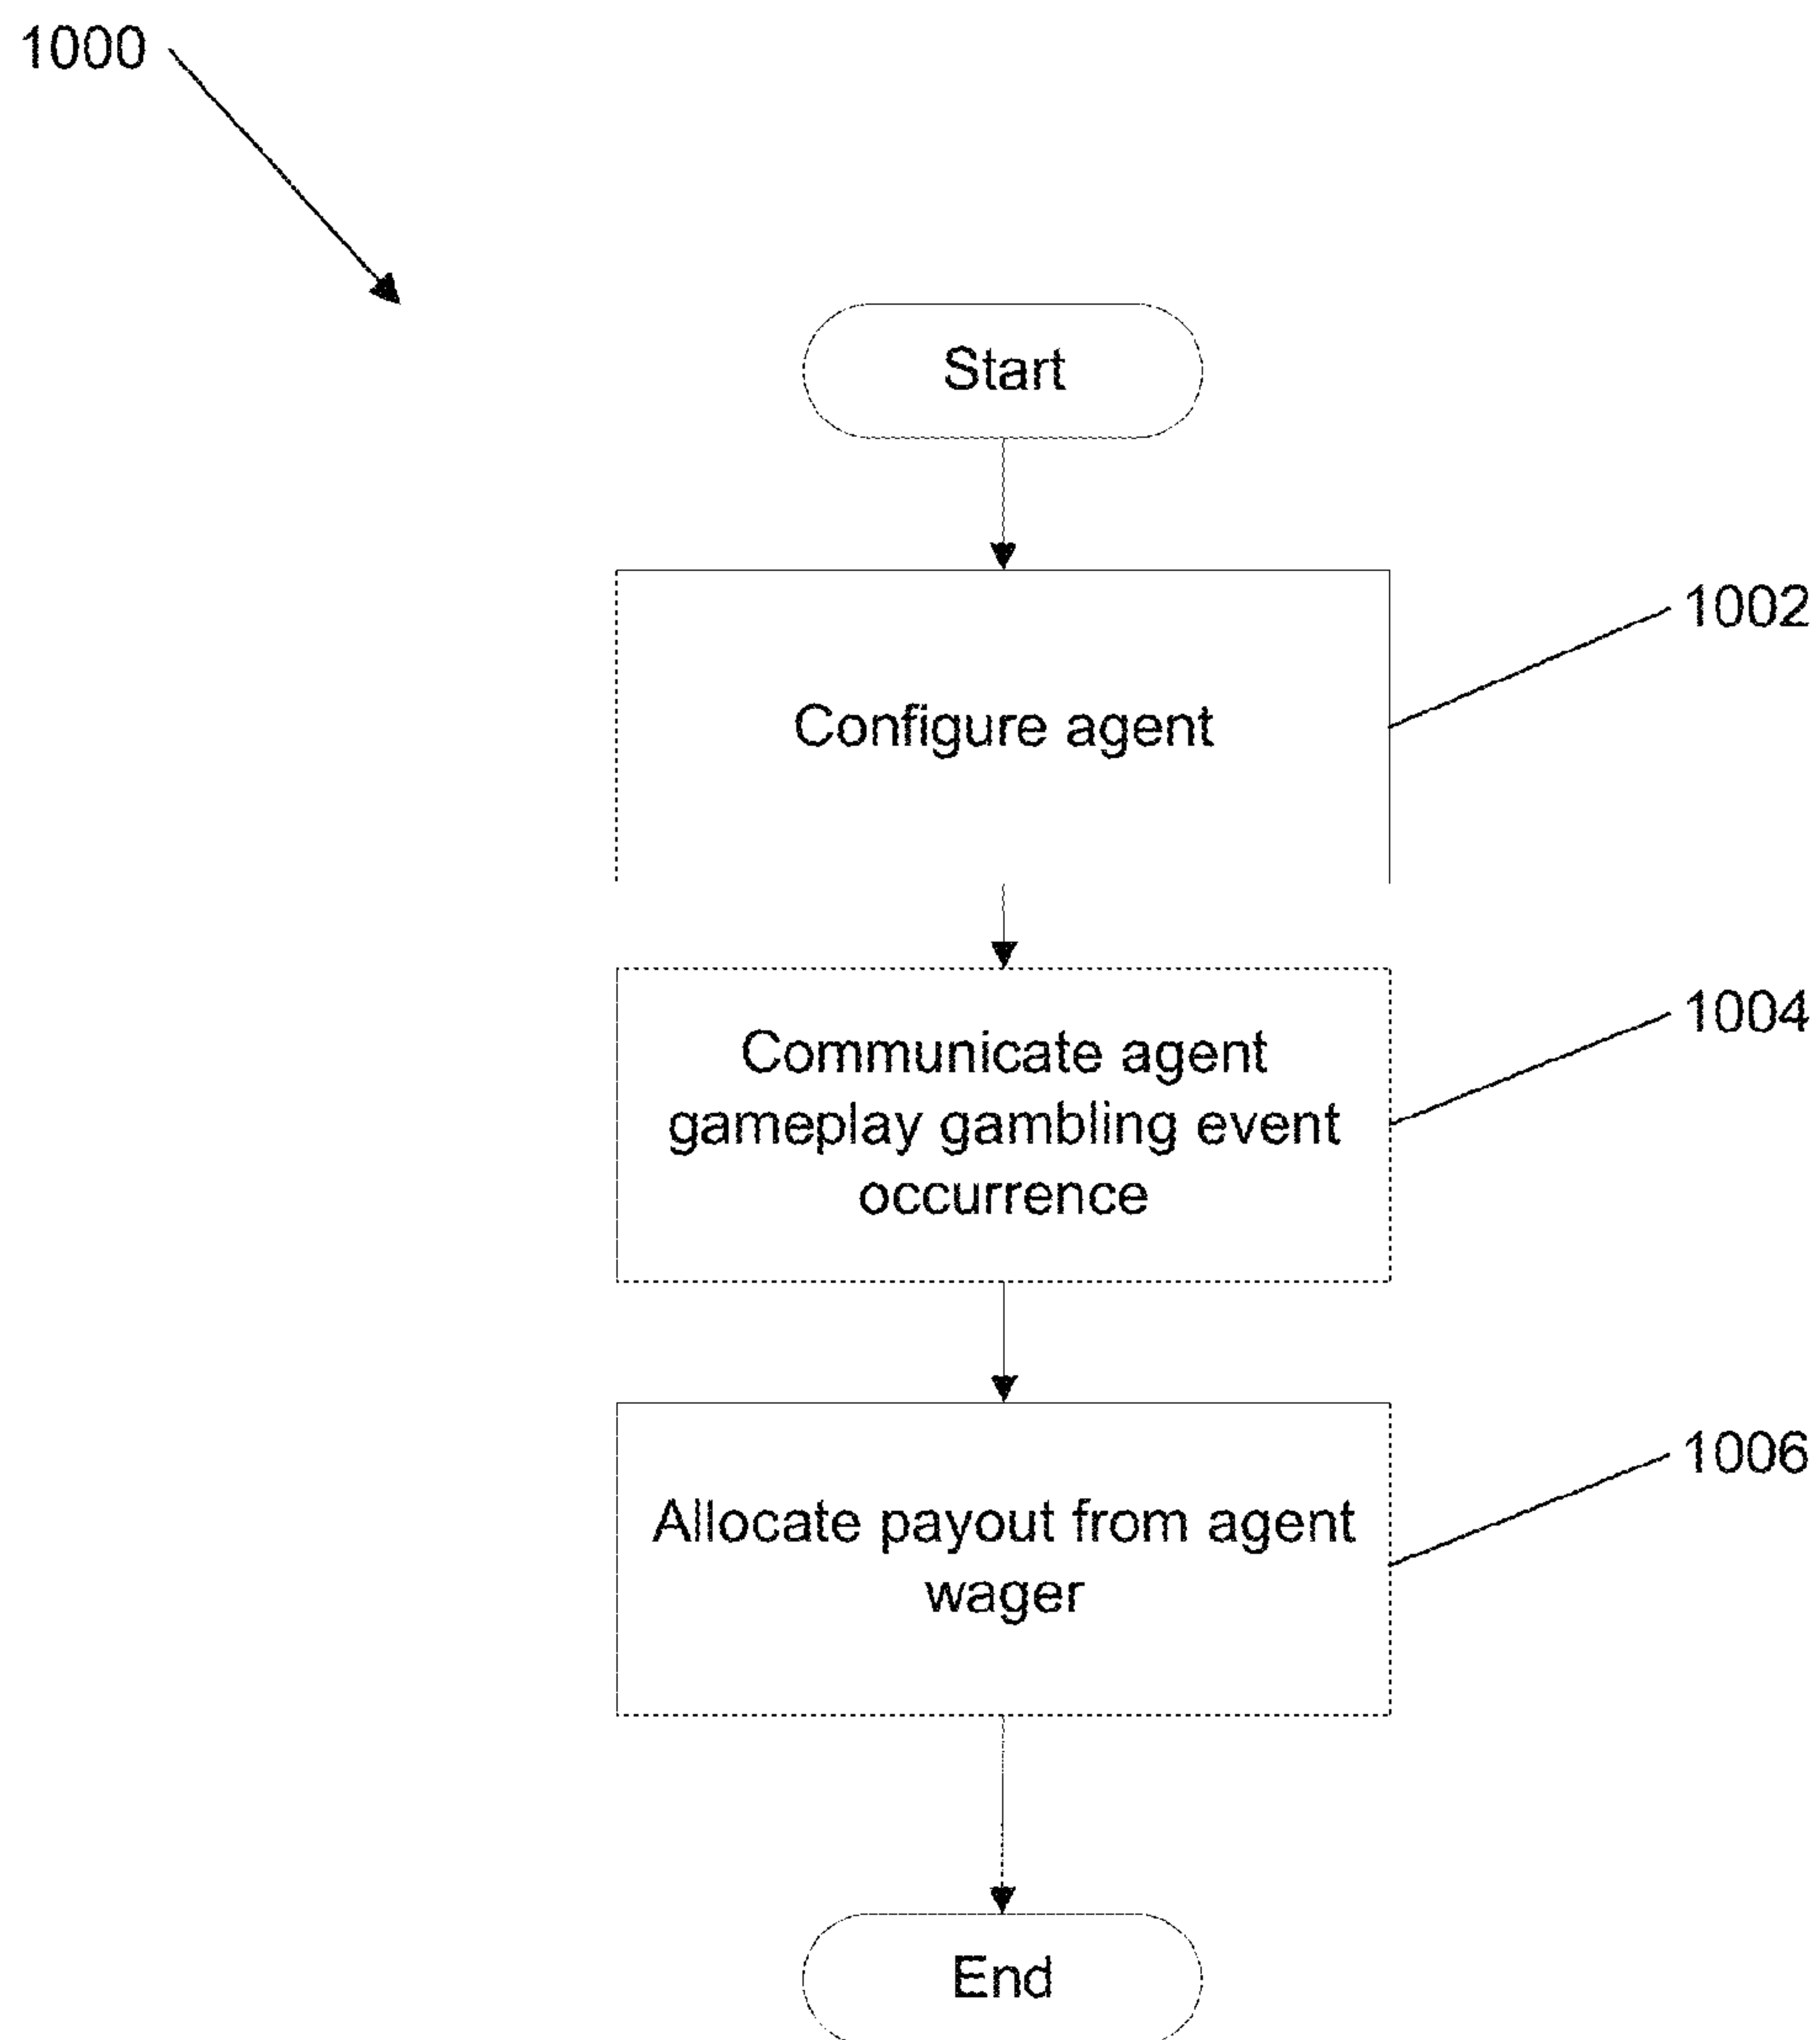 1000
Start
1002
Configure agent
1004
Communicate agent
gameplay gambling event
occurrence
1006
Allocate payout from agent
wager
End